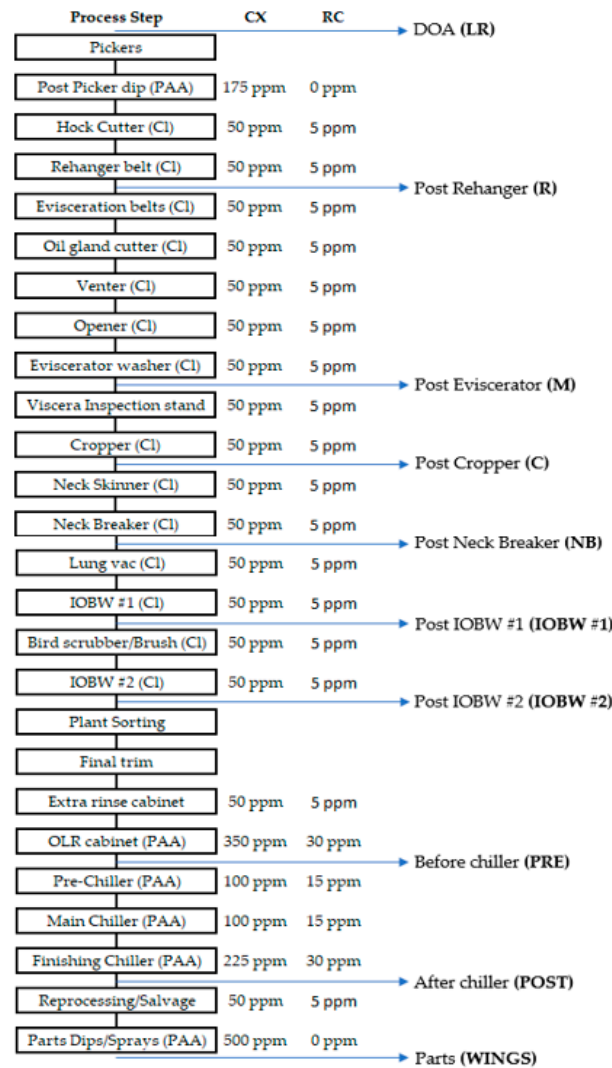 Process Step CX RC
DOA (LR)
Pickers
Post Picker dip (PAA) 175 ppm 0 ppm
Hock Cutter (Cl) 50 ppm 5 ppm
Rehanger belt (Cl) 50 ppm 5 ppm
Post Rehanger (R)
Evisceration belts (Cl) 50 ppm 5 ppm
Oil gland cutter (Cl) 50 ppm 5 ppm
Venter (Cl) 50 ppm 5 ppm
Opener (Cl) 50 ppm 5 ppm
Eviscerator washer (Cl) 50 ppm 5 ppm
Post Eviscerator (M)
Viscera Inspection stand 50 ppm 5 ppm
Cropper (Cl) 50 ppm 5 ppm
Post Cropper (C)
Neck Skinner (Cl) 50 ppm 5 ppm
Neck Breaker (Cl) 50 ppm 5 ppm
Post Neck Breaker (NB)
Lung vac (Cl) 50 ppm 5 ppm
IOBW #1 (Cl) 50 ppm 5 ppm
Post IOBW #1 (IOBW #1)
Bird scrubber/Brush (Cl) 50 ppm 5 ppm
IOBW #2 (Cl) 50 ppm 5 ppm
Post IOBW #2 (IOBW #2)
Plant Sorting
Final trim
Extra rinse cabinet 50 ppm 5 ppm
OLR cabinet (PAA) 350 ppm 30 ppm
Before chiller (PRE)
Pre-Chiller (PAA) 100 ppm 15 ppm
Main Chiller (PAA) 100 ppm 15 ppm
Finishing Chiller (PAA) 225 ppm 30 ppm
After chiller (POST)
Reprocessing/Salvage 50 ppm 5 ppm
Parts Dips/Sprays (PAA) 500 ppm 0 ppm
Parts (WINGS)